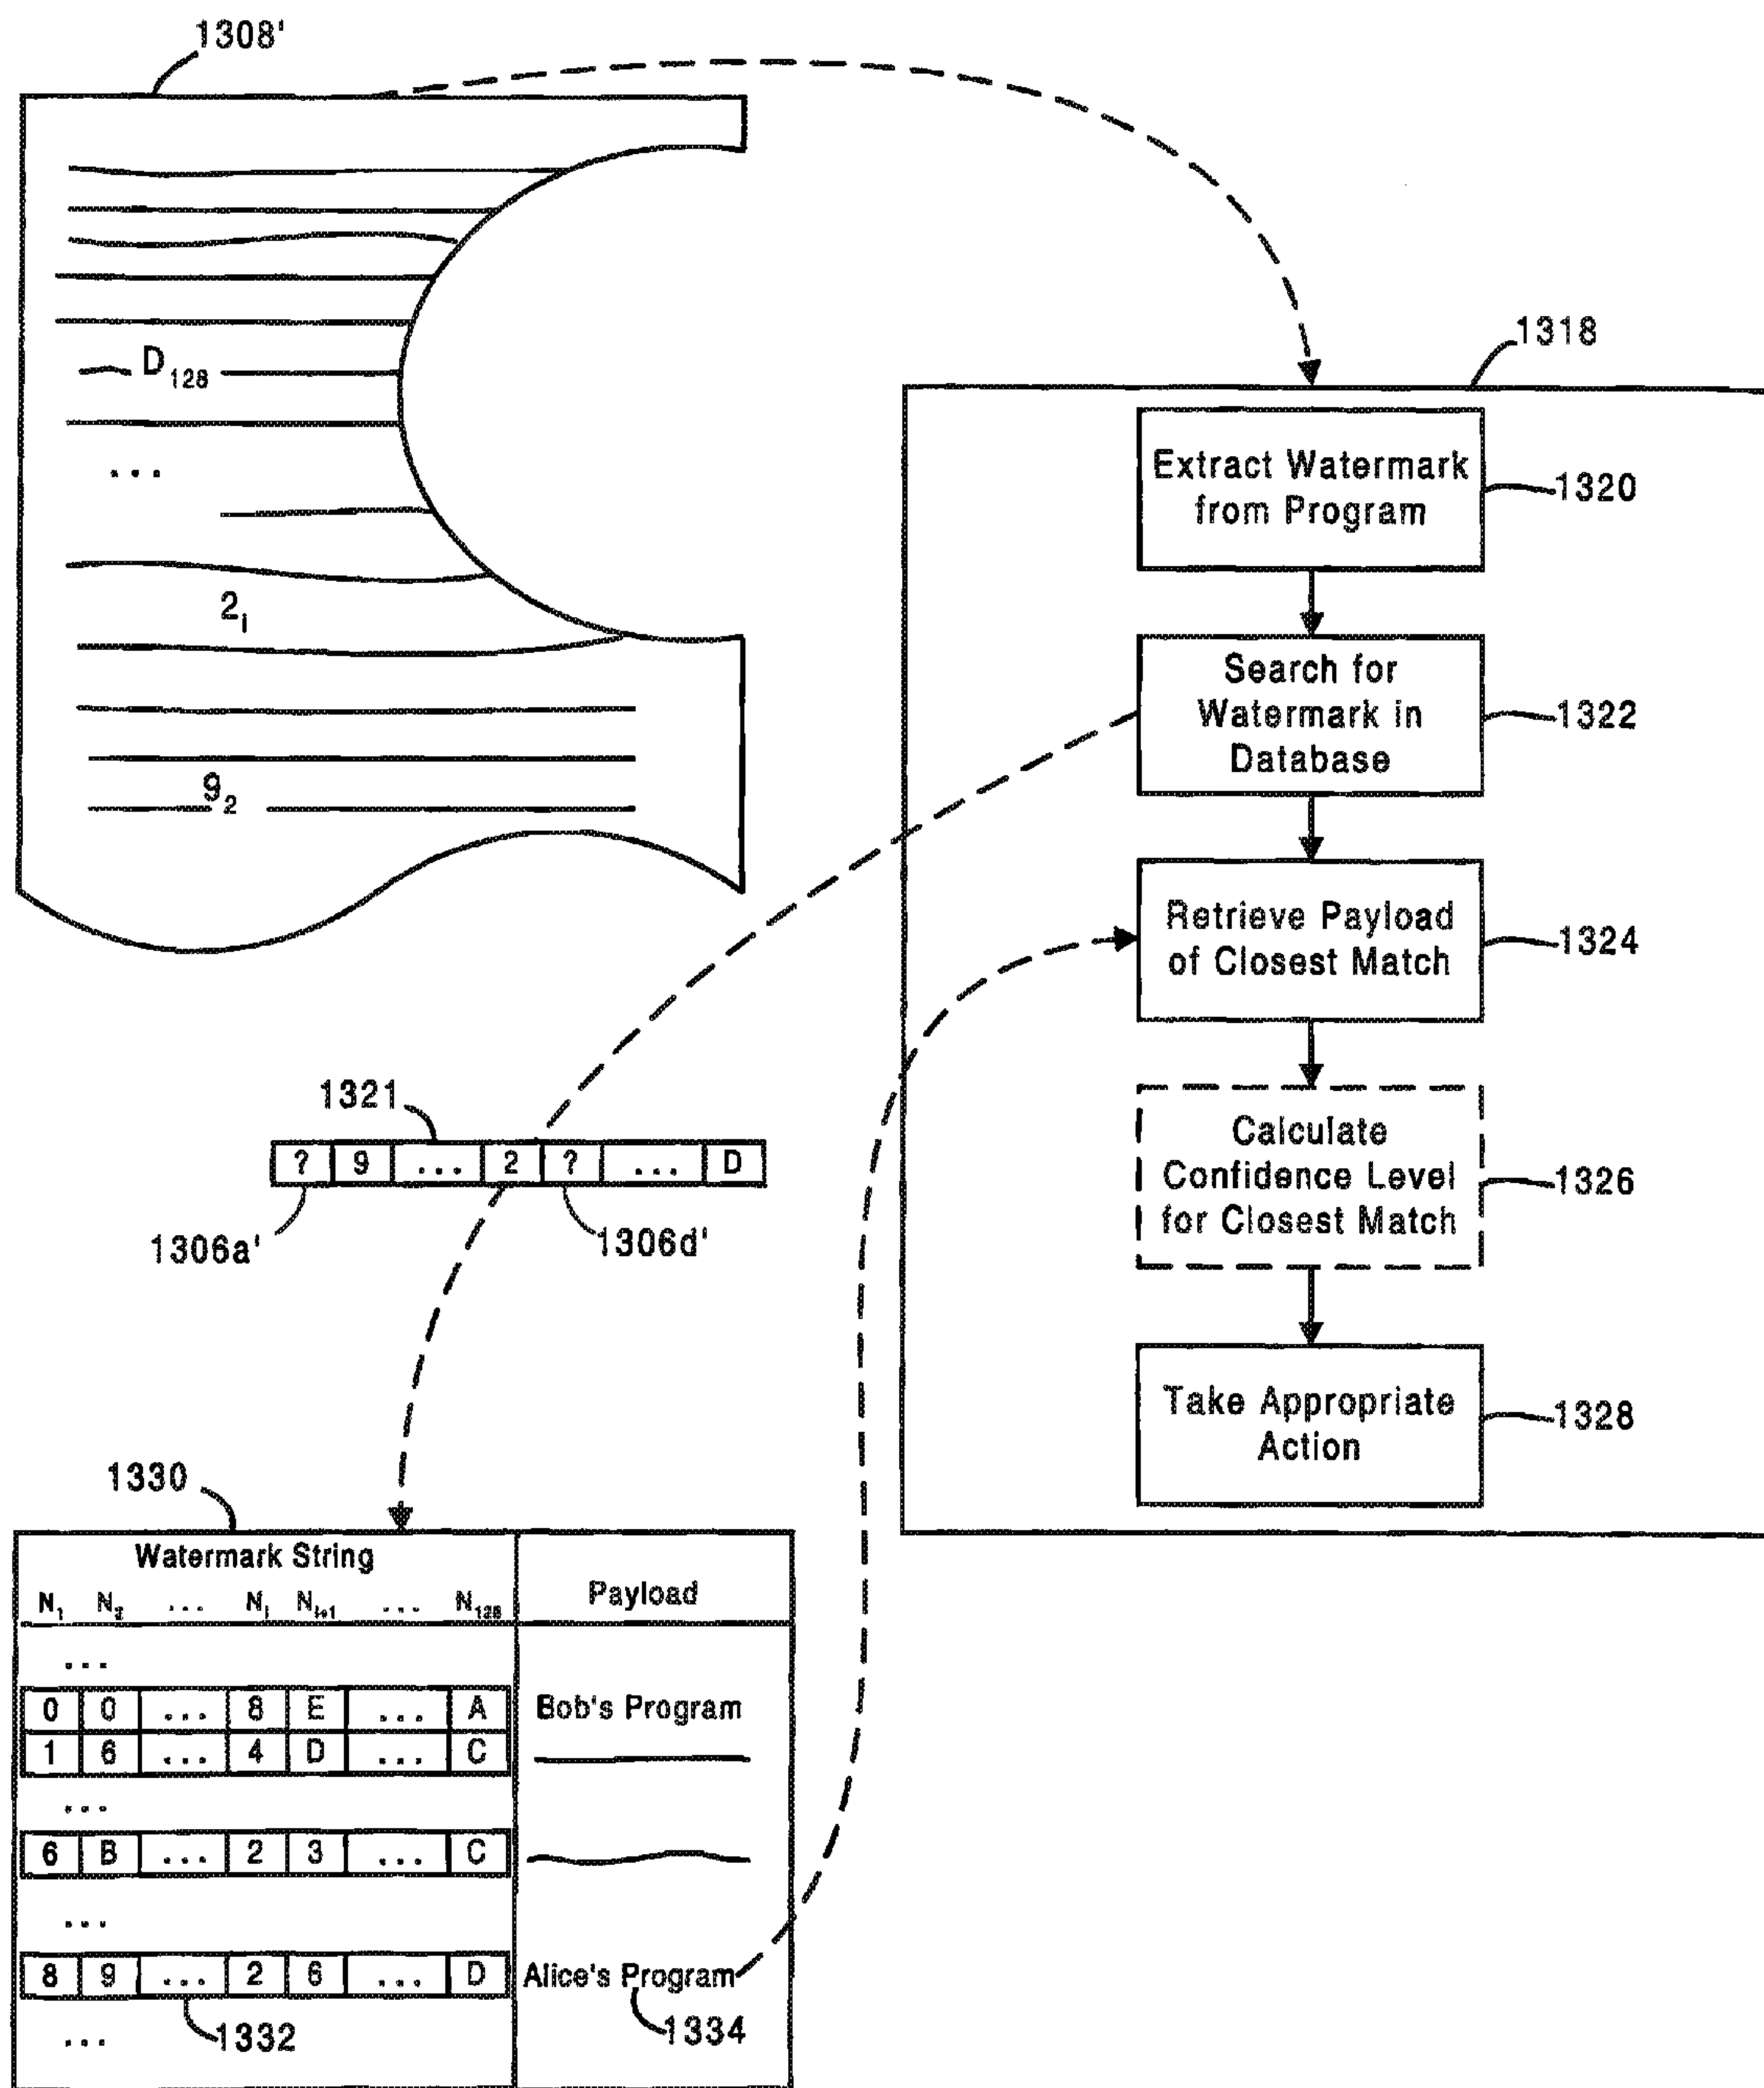 1308'
D128
...
2i
92
1318
Extract Watermark
from Program
1320
Search for
Watermark in
Database
1322
Retrieve Payload
of Closest Match
1324
Calculate
Confidence Level
for Closest Match
1326
Take Appropriate
Action
1328
1321
? 9 ... 2 ? ... D
1306a'
1306d'
1330
Watermark String
Payload
N1 N2 ... Ni Ni+1 ... N128
...
0 0 ... 8 E ... A Bob's Program
1 6 ... 4 D ... C
...
6 B ... 2 3 ... C
...
8 9 ... 2 6 ... D Alice's Program
1332
1334
...